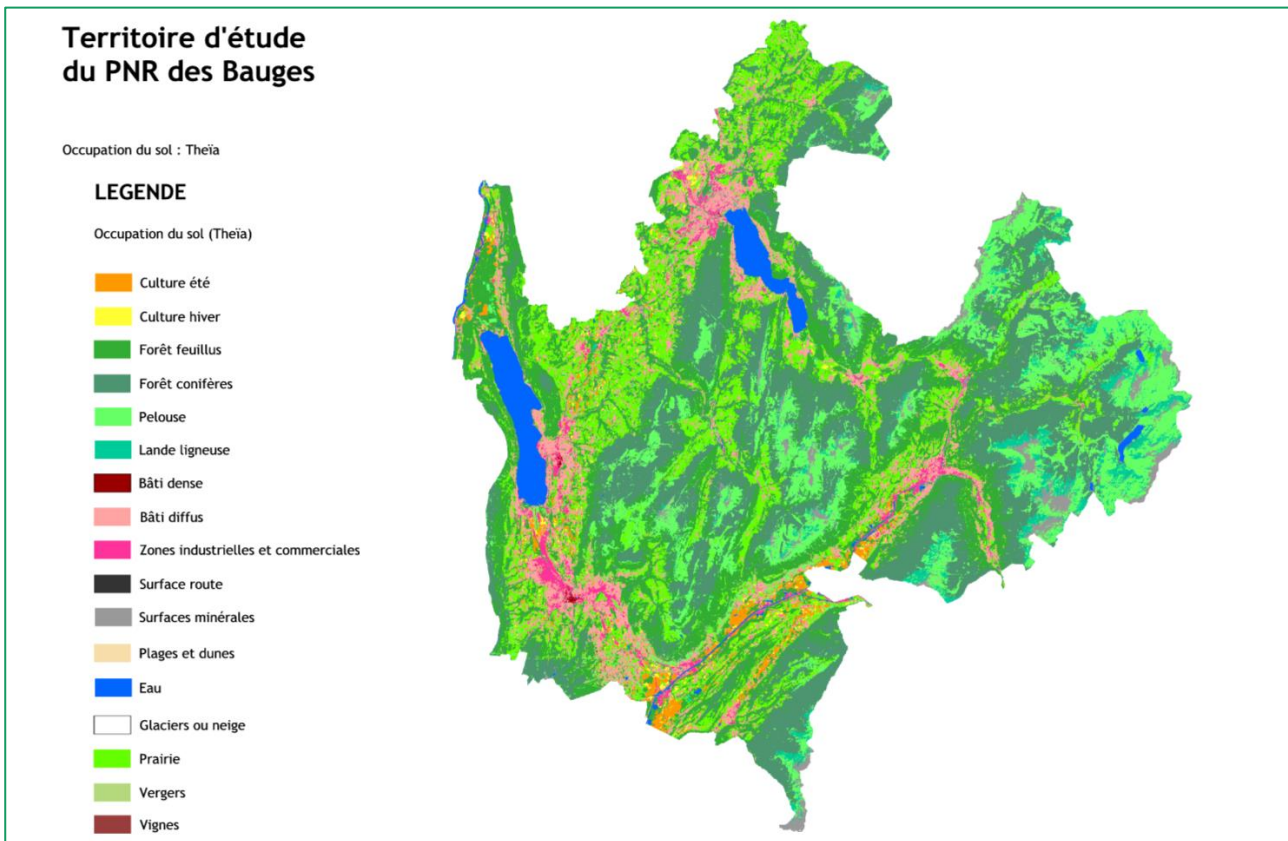 Territoire d'étude
du PNR des Bauges
Occupation du sol : Theïa
LEGENDE
Occupation du sol (Theïa)
Culture été
Culture hiver
Forêt feuillus
Forêt conifères
Pelouse
Lande ligneuse
Bâti dense
Bâti diffus
Zones industrielles et commerciales
Surface route
Surfaces minérales
Plages et dunes
Eau
Glaciers ou neige
Prairie
Vergers
Vignes